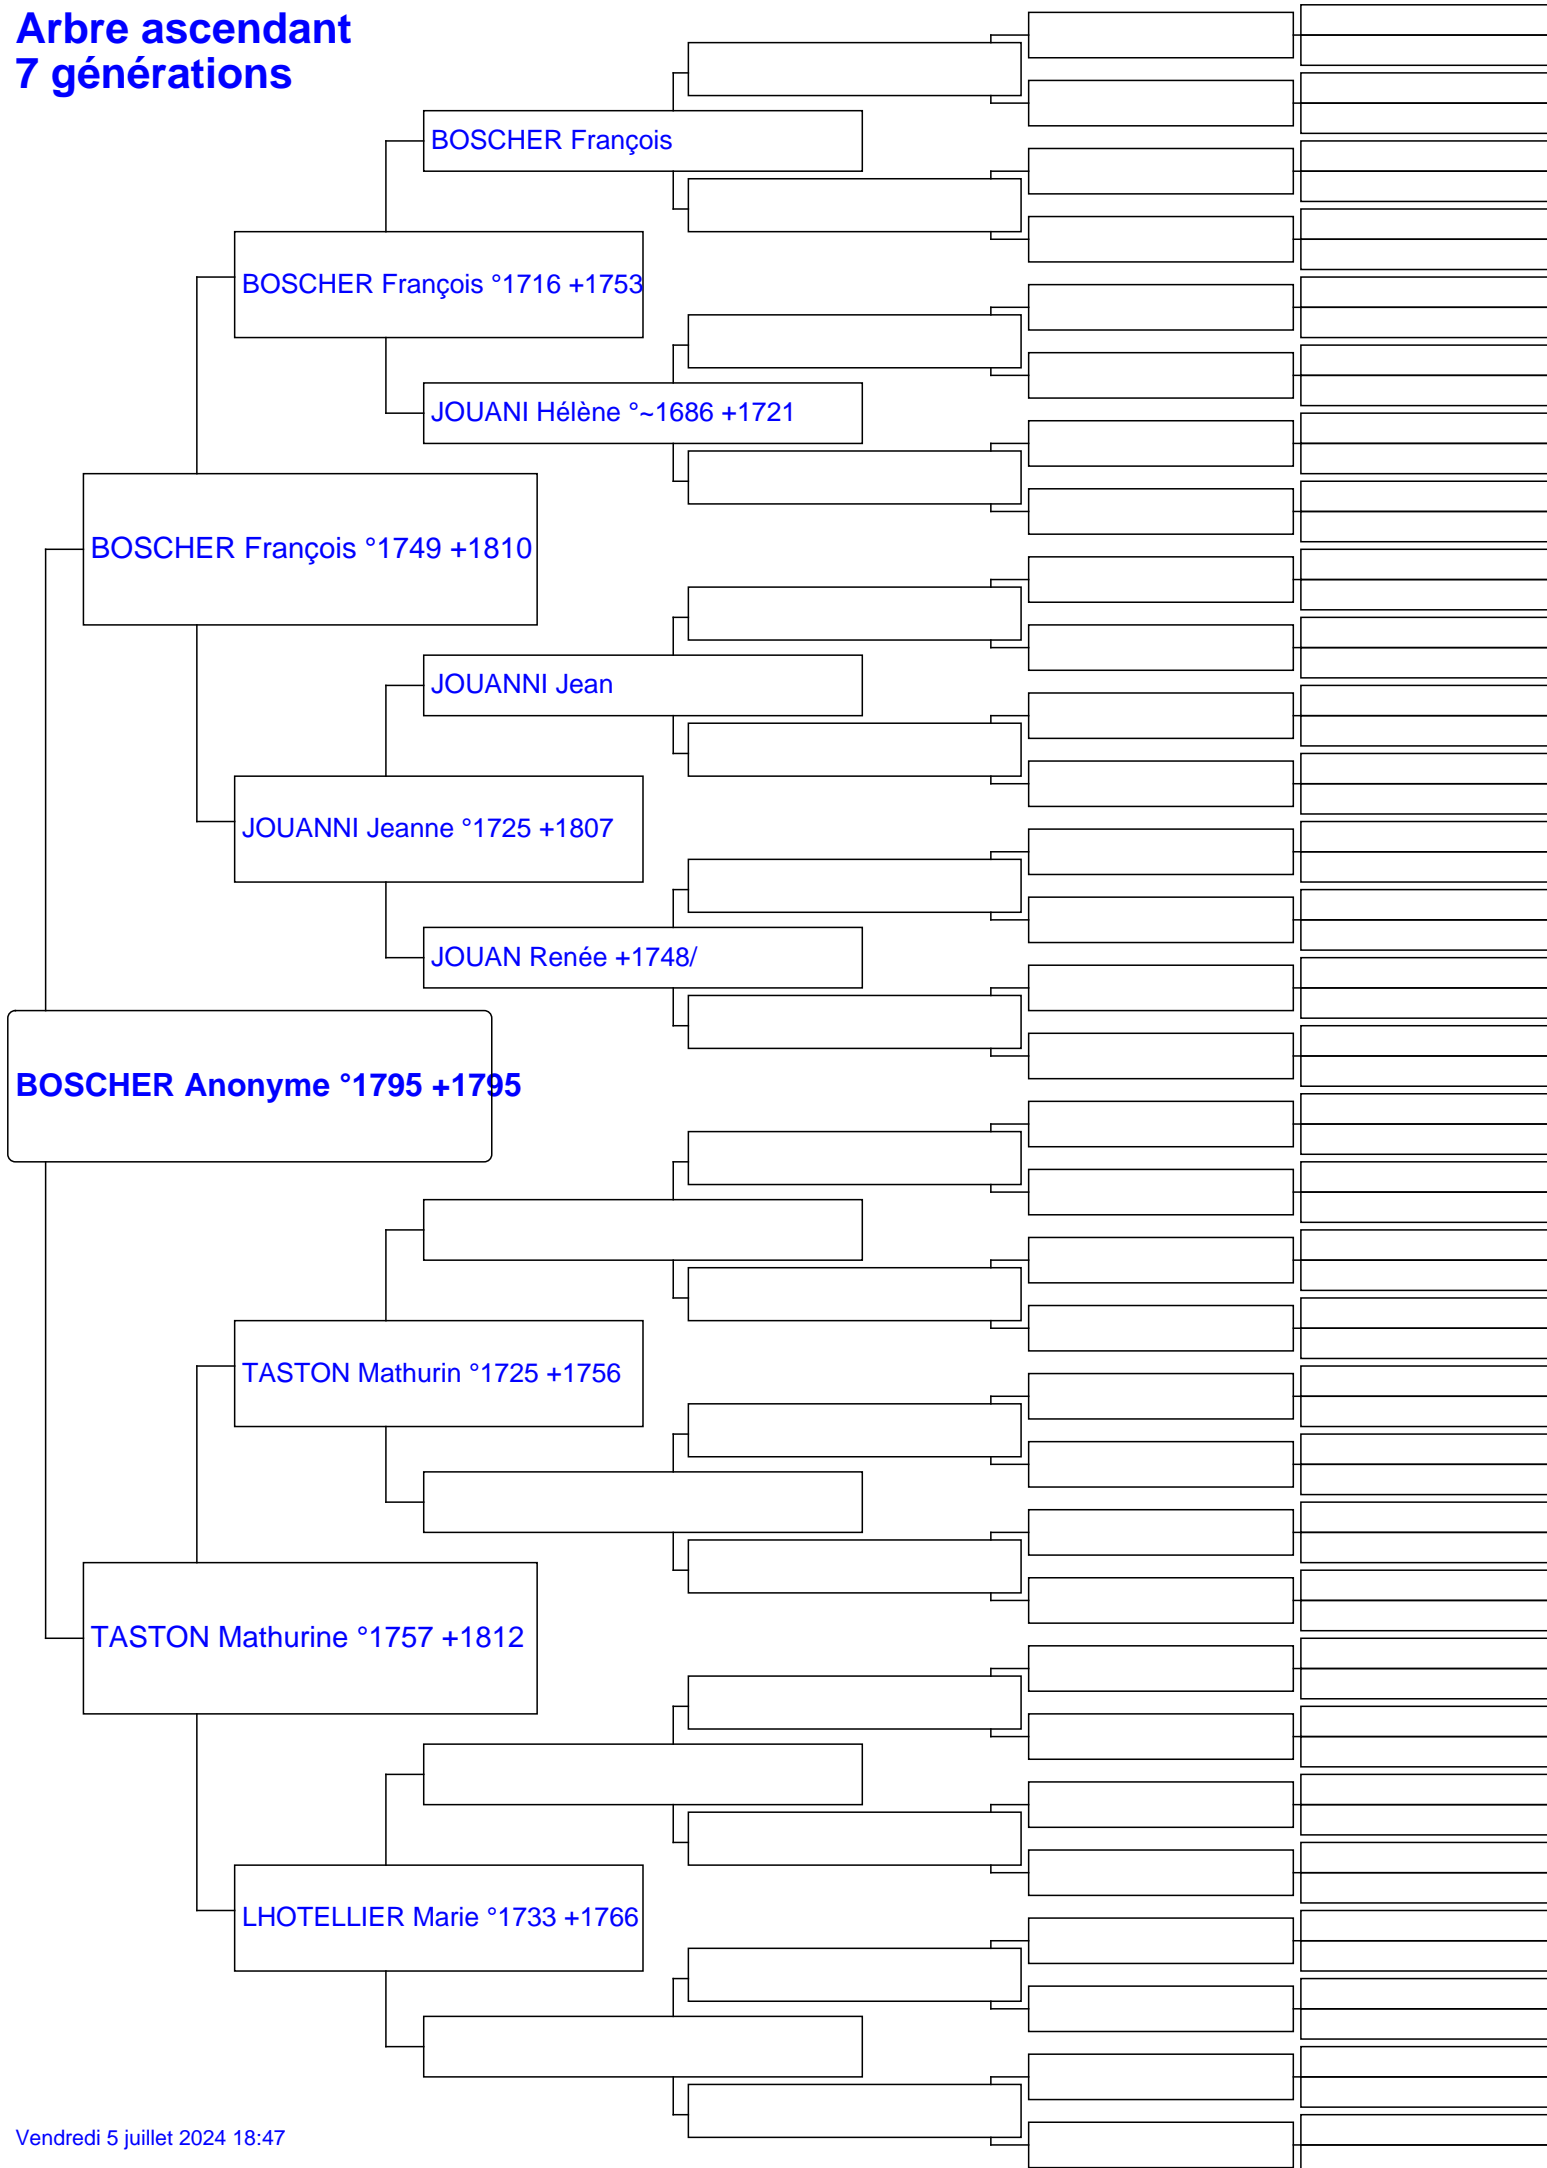 Arbre ascendant
7 générations
BOSCHER François
BOSCHER François °1716 +1753
JOUANI Hélène °~1686 +1721
BOSCHER François °1749 +1810
JOUANNI Jean
JOUANNI Jeanne °1725 +1807
JOUAN Renée +1748/
BOSCHER Anonyme °1795 +1795
TASTON Mathurin °1725 +1756
TASTON Mathurine °1757 +1812
LHOTELLIER Marie °1733 +1766
Vendredi 5 juillet 2024 18:47